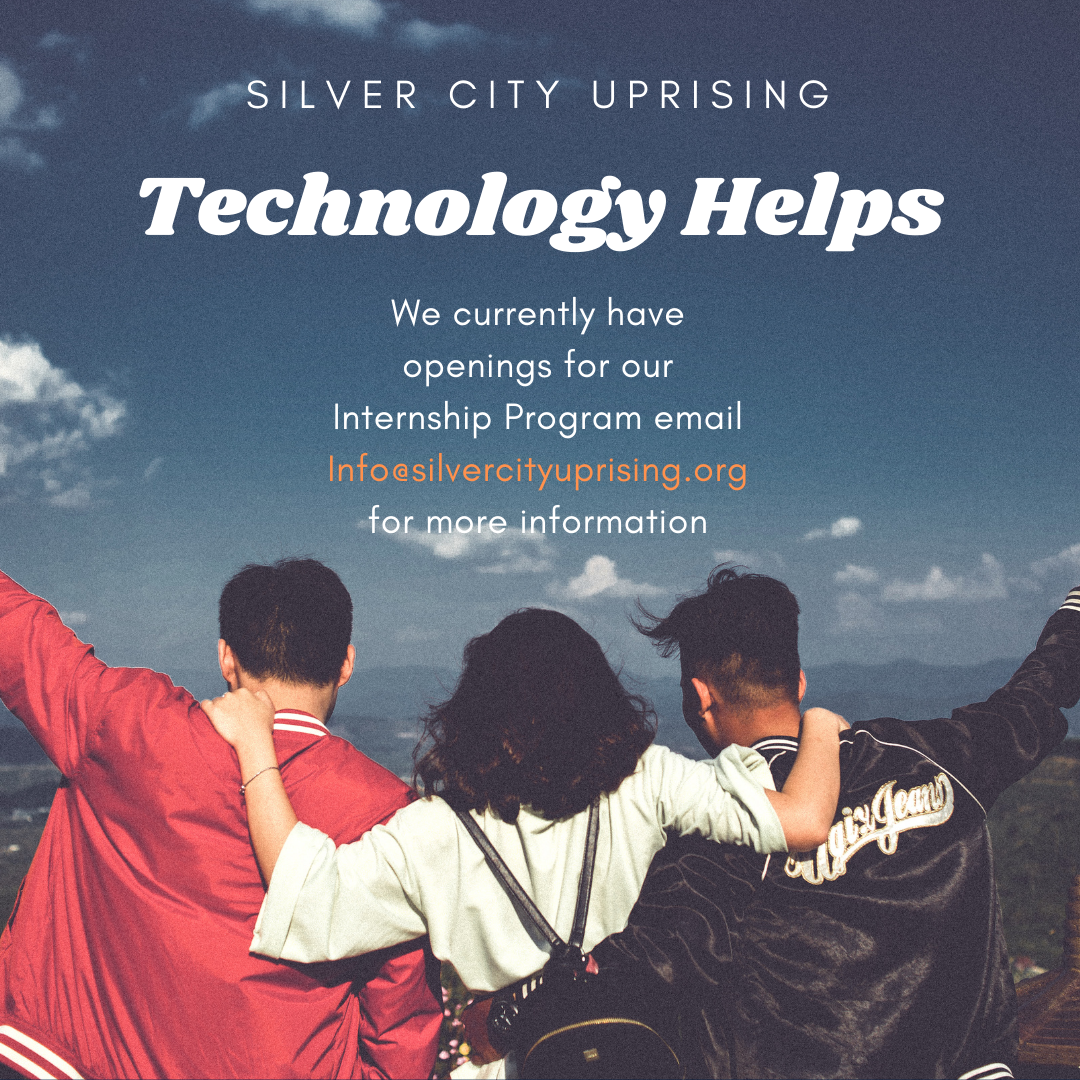 SILVER CITY UPRISING
Technology Helps
We currently have
openings for our
Internship Program email
Info@silvercityuprising.org
for more information
Jeans